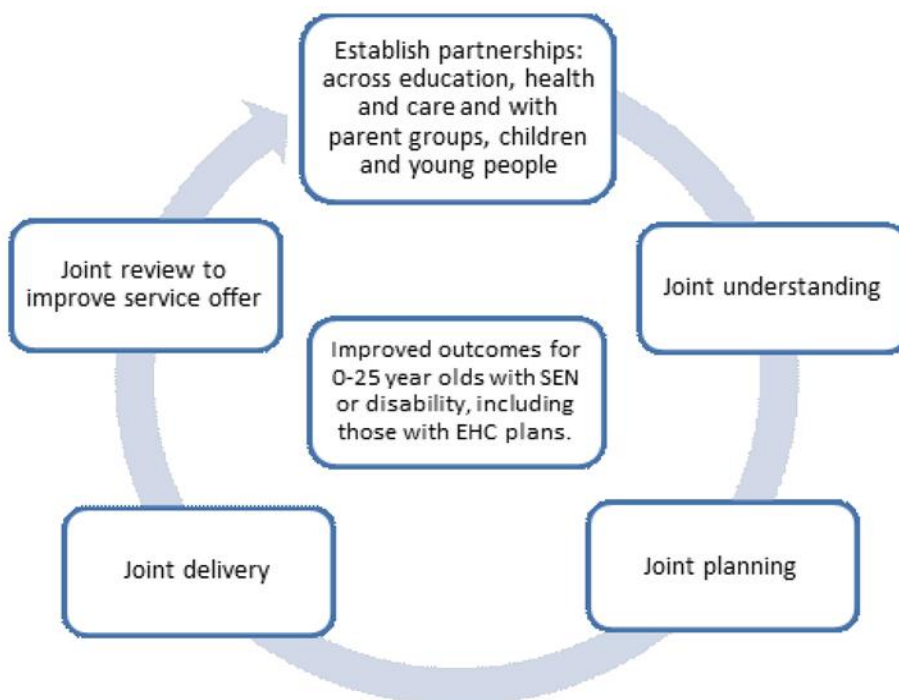 Establish partnerships:
across education, health
and care and with
parent groups, children
and young people
Joint understanding
Joint planning
Joint delivery
Joint review to
improve service offer
Improved outcomes for
0-25 year olds with SEN
or disability, including
those with EHC plans.